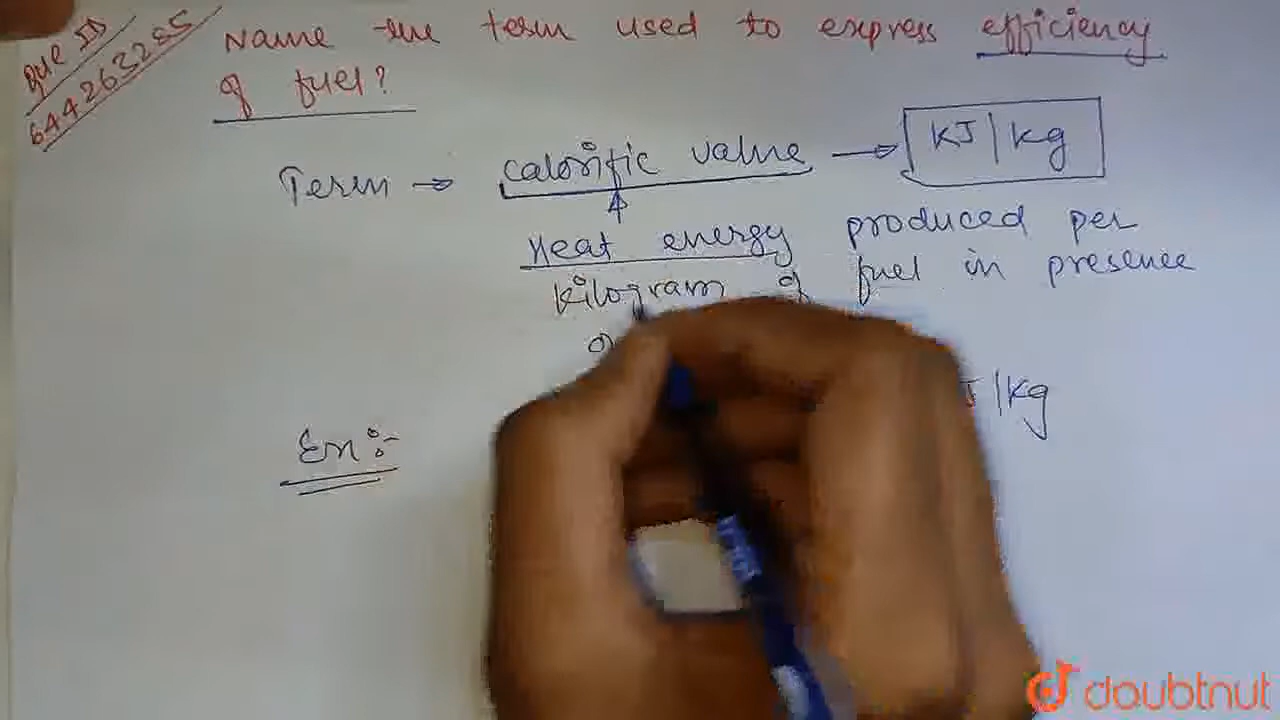 Que ID
644263285
Name the term used to express efficiency
of fuel?
Term → calorific value → KJ|kg
Heat energy produced per
kilogram of fuel in presence
|kg
Ex:-
doubtnut